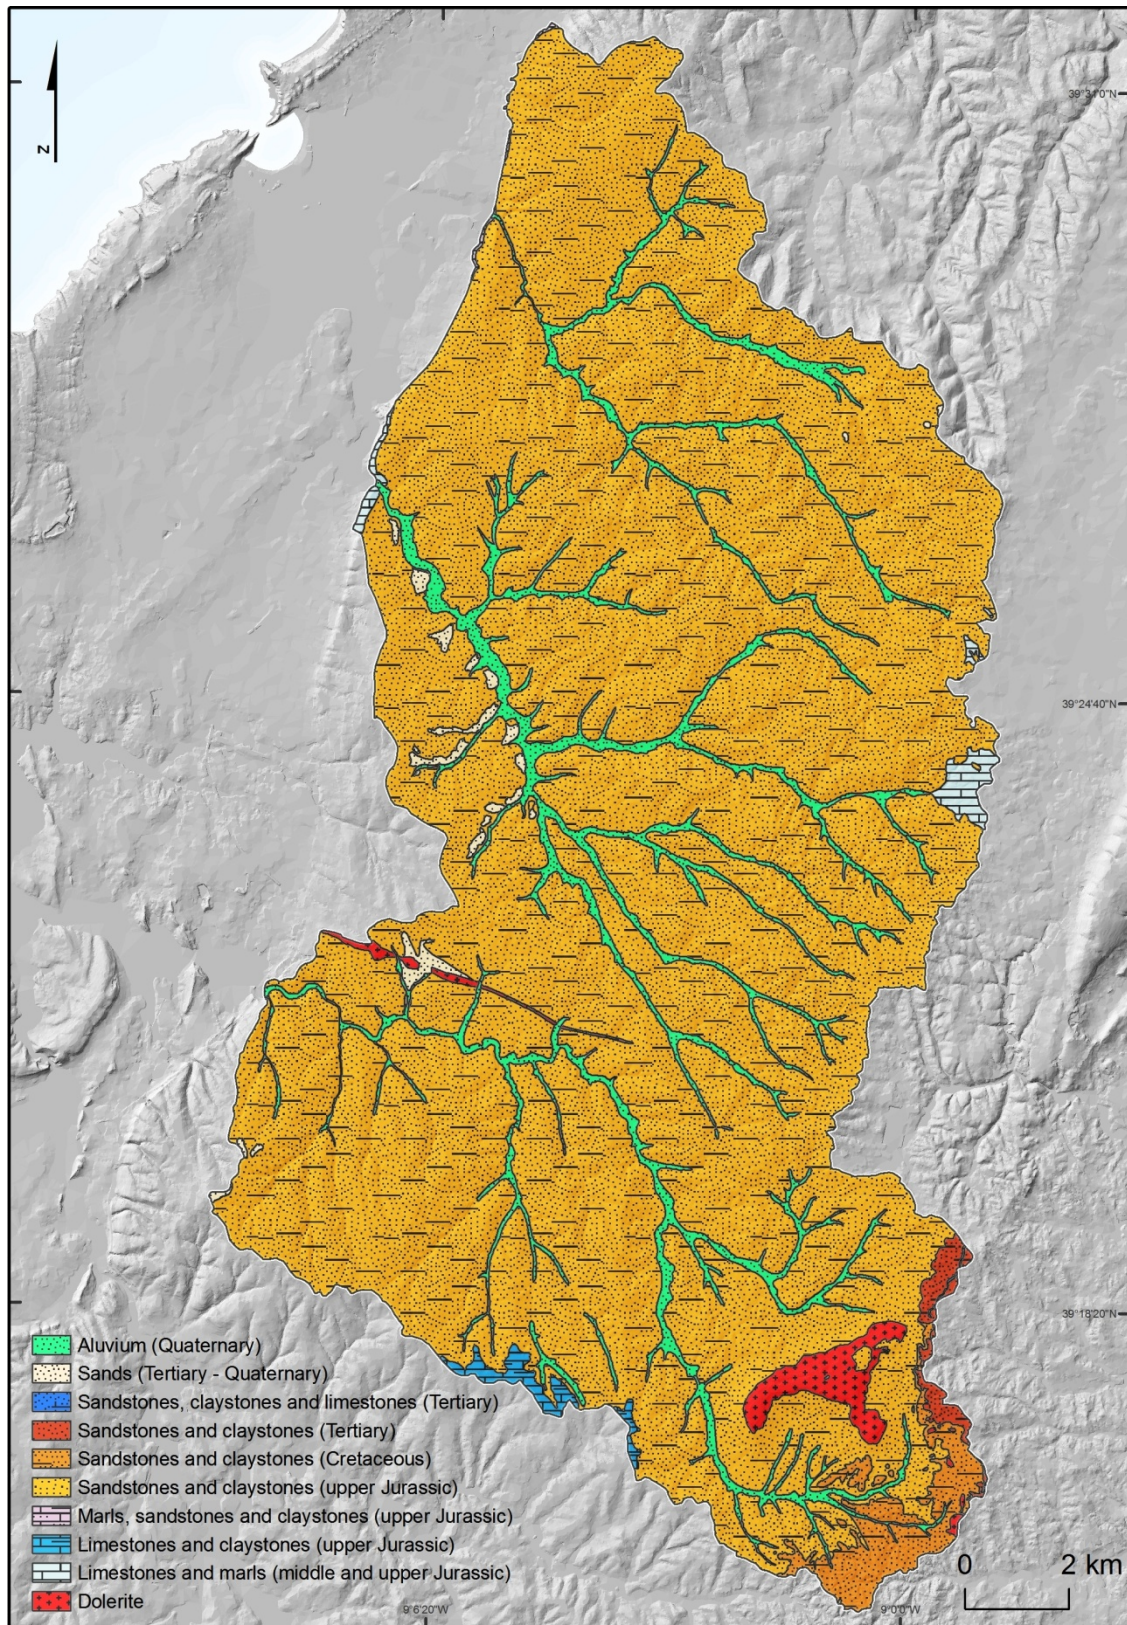 N
39°31'0"N
39°24'40"N
39°18'20"N
Aluvium (Quaternary)
Sands (Tertiary - Quaternary)
Sandstones, claystones and limestones (Tertiary)
Sandstones and claystones (Tertiary)
Sandstones and claystones (Cretaceous)
Sandstones and claystones (upper Jurassic)
Marls, sandstones and claystones (upper Jurassic)
Limestones and claystones (upper Jurassic)
Limestones and marls (middle and upper Jurassic)
Dolerite
0 2 km
9°6'20"W
9°0'0"W